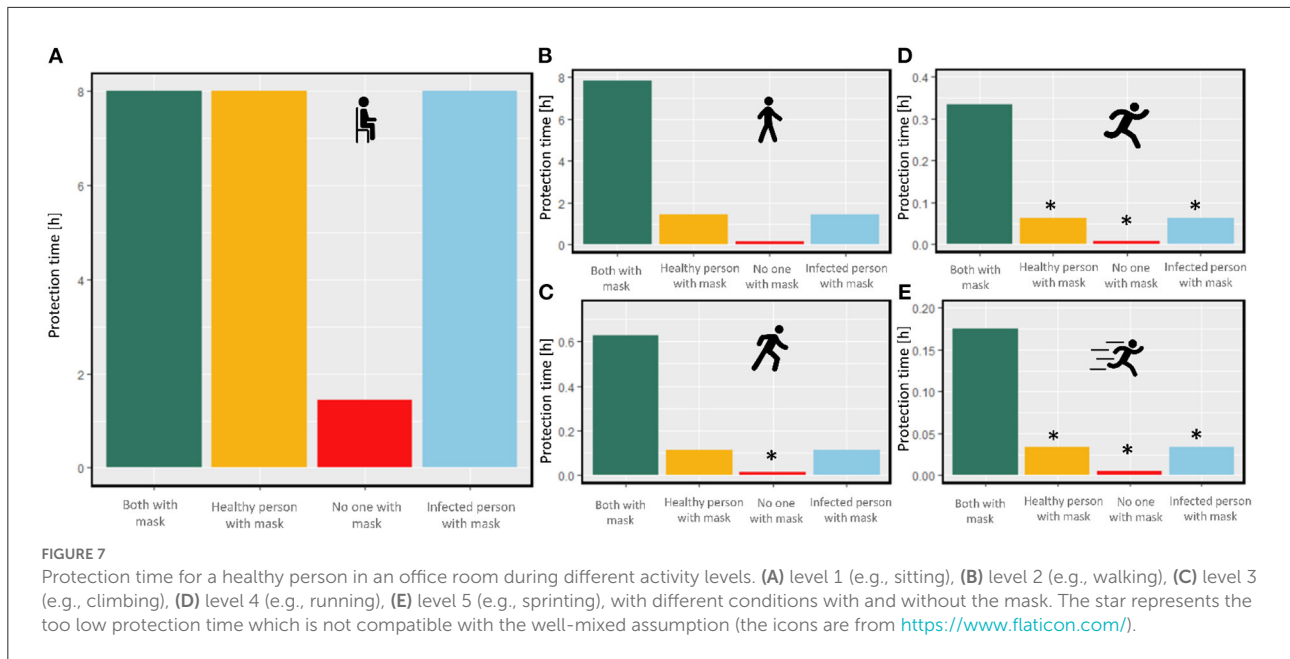 A
Protection time [h]
8
6
4
2
0
Both with mask
Healthy person with mask
No one with mask
Infected person with mask
B
Protection time [h]
8
6
4
2
0
Both with mask
Healthy person with mask
No one with mask
Infected person with mask
C
Protection time [h]
0.6
0.4
0.2
0.0
*
Both with mask
Healthy person with mask
No one with mask
Infected person with mask
D
Protection time [h]
0.4
0.3
0.2
0.1
0.0
* * *
Both with mask
Healthy person with mask
No one with mask
Infected person with mask
E
Protection time [h]
0.20
0.15
0.10
0.05
0.00
* * *
Both with mask
Healthy person with mask
No one with mask
Infected person with mask
FIGURE 7
Protection time for a healthy person in an office room during different activity levels. (A) level 1 (e.g., sitting), (B) level 2 (e.g., walking), (C) level 3
(e.g., climbing), (D) level 4 (e.g., running), (E) level 5 (e.g., sprinting), with different conditions with and without the mask. The star represents the
too low protection time which is not compatible with the well-mixed assumption (the icons are from https://www.flaticon.com/).